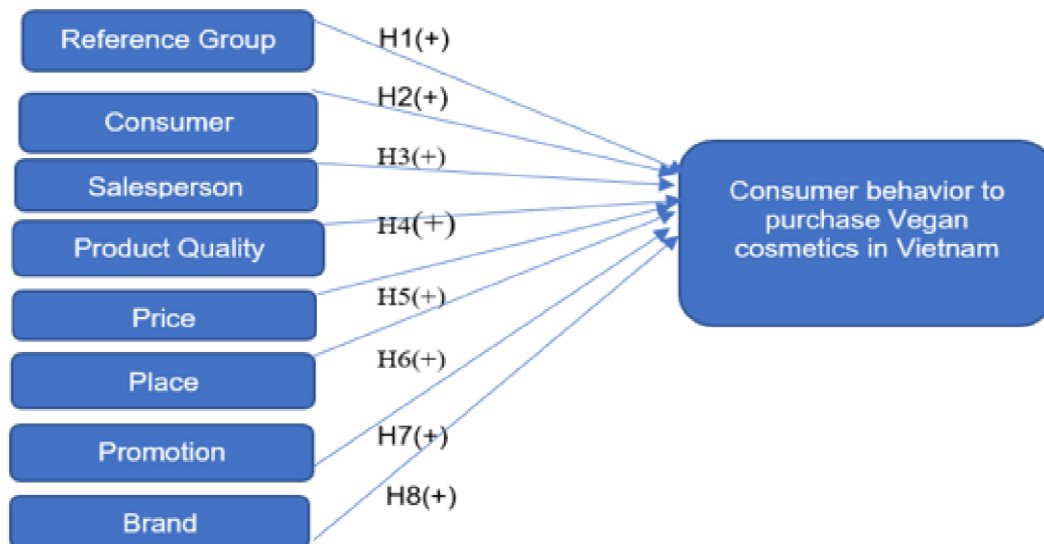 Reference Group
H1(+)
Consumer
H2(+)
Salesperson
H3(+)
Product Quality
H4(+)
Price
H5(+)
Place
H6(+)
Promotion
H7(+)
Brand
H8(+)
Consumer behavior to
purchase Vegan
cosmetics in Vietnam